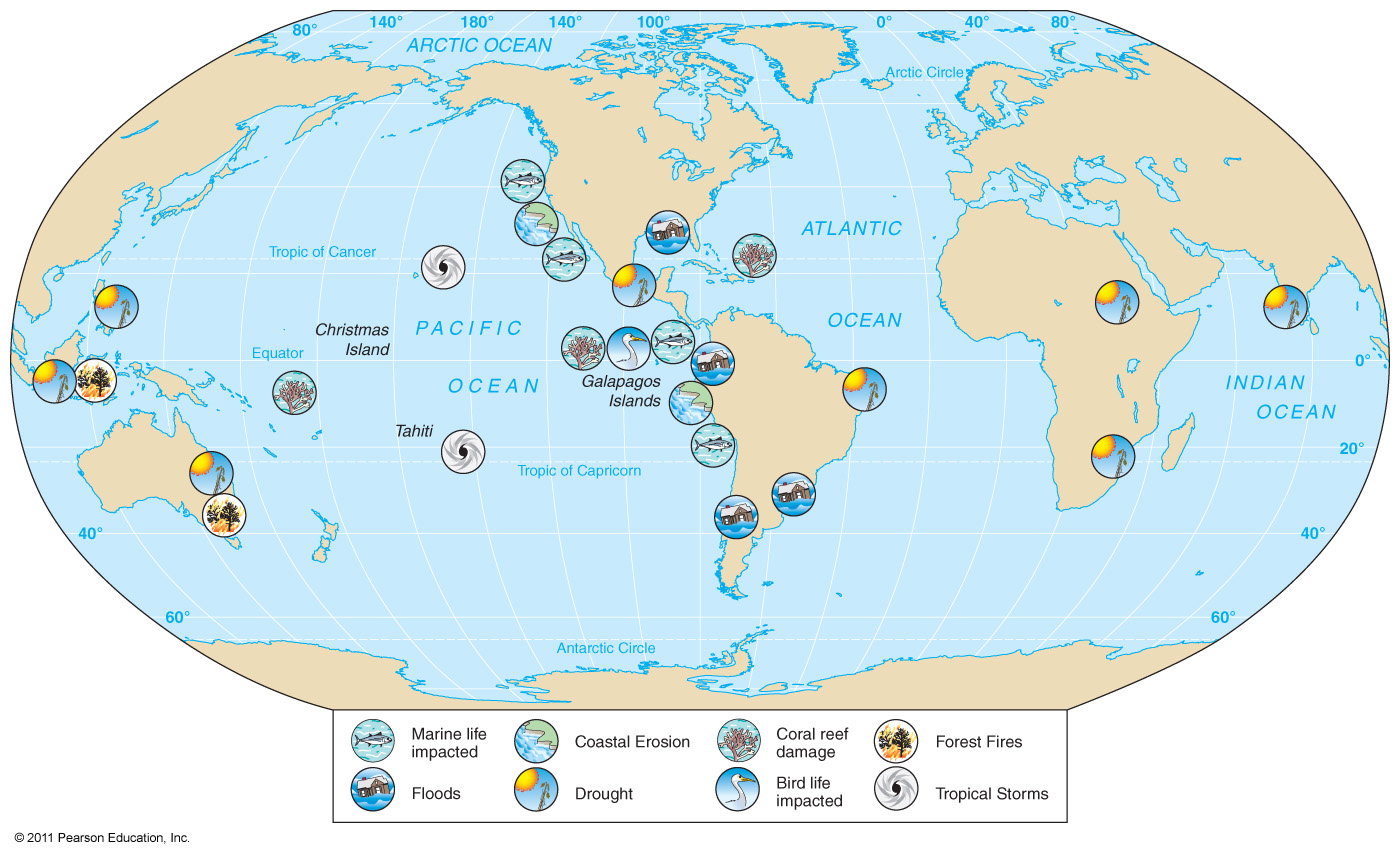 80°
140°
180°
140°
100°
0°
40°
80°
ARCTIC OCEAN
Arctic Circle
Tropic of Cancer
ATLANTIC
OCEAN
Christmas
Island
PACIFIC
OCEAN
Equator
Galapagos
Islands
0°
INDIAN
OCEAN
Tahiti
Tropic of Capricorn
20°
40°
40°
60°
60°
Antarctic Circle
Marine life
impacted
Coastal Erosion
Coral reef
damage
Forest Fires
Floods
Drought
Bird life
impacted
Tropical Storms
© 2011 Pearson Education, Inc.